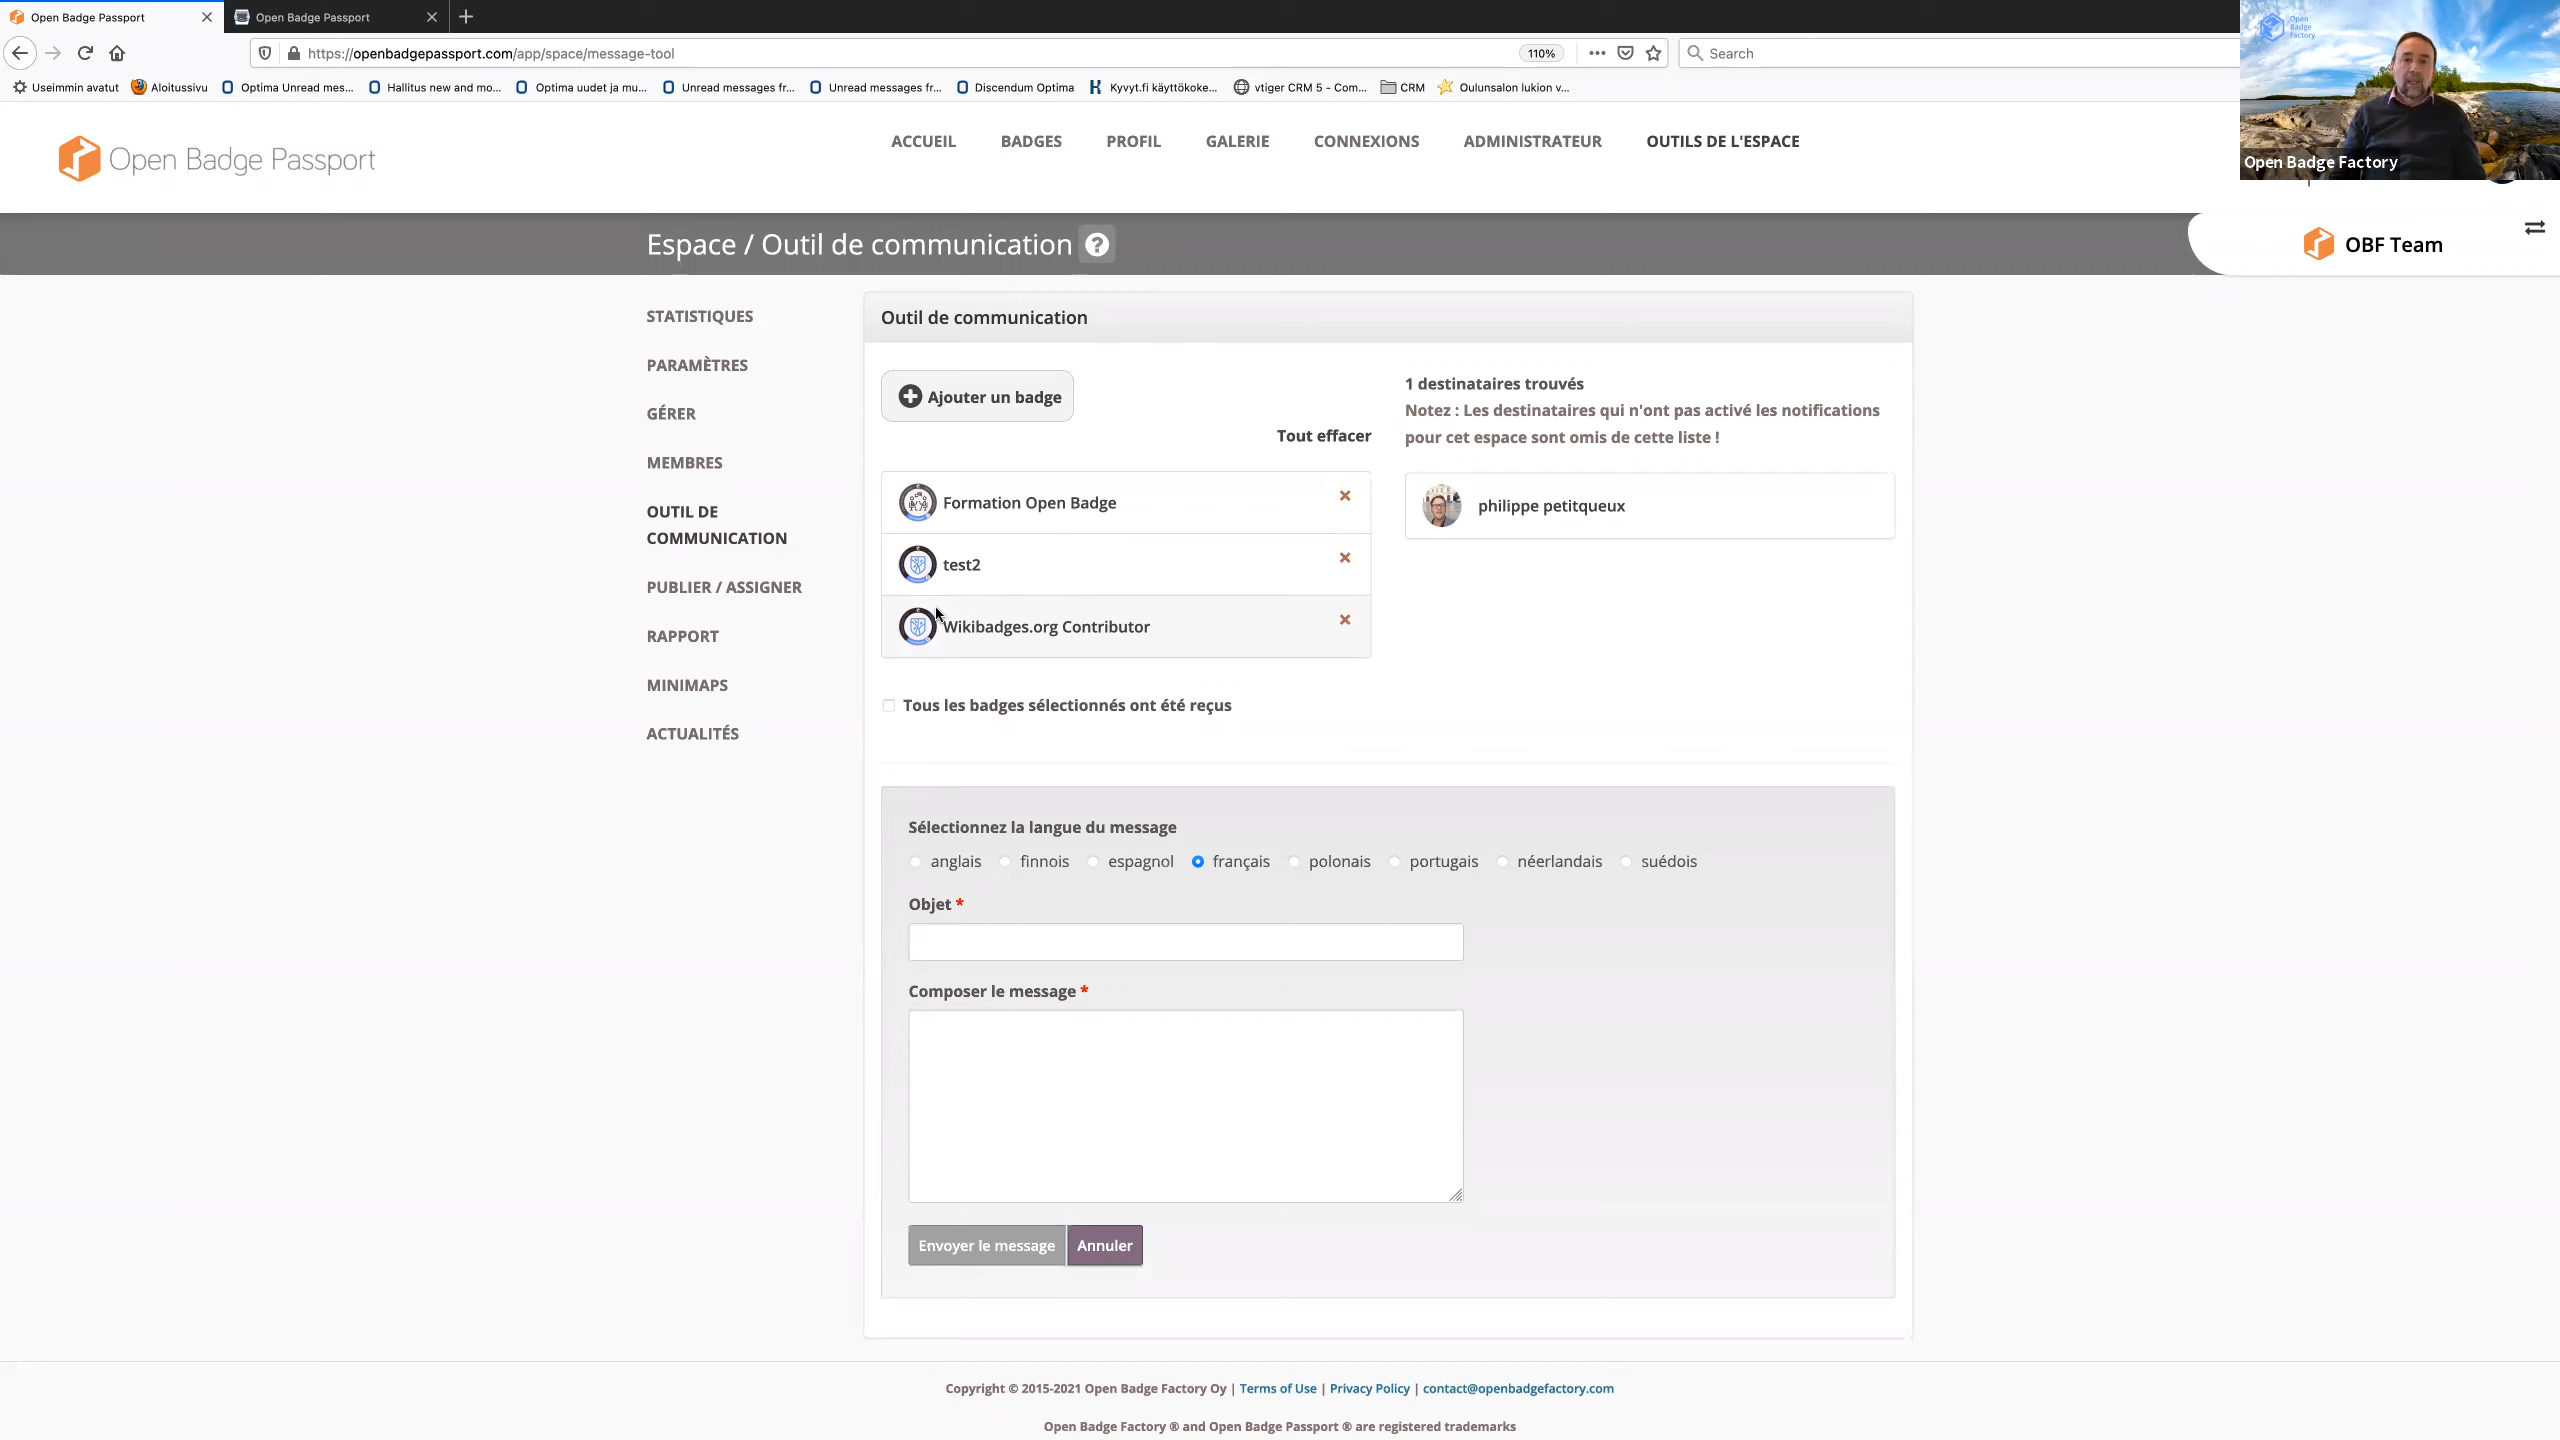 Open Badge Passport
Open Badge Passport
https://openbadgepassport.com/app/space/message-tool
110%
Search
Useimmin avatut
Aloitussivu
Optima Unread mes...
Hallitus new and mo...
Optima uudet ja mu...
Unread messages fr...
Unread messages fr...
Discendum Optima
Kyvyt.fi käyttökoke...
vtiger CRM 5 - Com...
CRM
Oulunsalon lukion v...
Open
Badge
Factory
Open Badge Factory
Open Badge Passport
ACCUEIL
BADGES
PROFIL
GALERIE
CONNEXIONS
ADMINISTRATEUR
OUTILS DE L'ESPACE
Espace / Outil de communication ?
OBF Team
STATISTIQUES
PARAMÈTRES
GÉRER
MEMBRES
OUTIL DE
COMMUNICATION
PUBLIER / ASSIGNER
RAPPORT
MINIMAPS
ACTUALITÉS
Outil de communication
Ajouter un badge
Tout effacer
Formation Open Badge
test2
Wikibadges.org Contributor
1 destinataires trouvés
Notez : Les destinataires qui n'ont pas activé les notifications
pour cet espace sont omis de cette liste !
philippe petitqueux
Tous les badges sélectionnés ont été reçus
Sélectionnez la langue du message
anglais finnois espagnol français polonais portugais néerlandais suédois
Objet *
Composer le message *
Envoyer le message
Annuler
Copyright © 2015-2021 Open Badge Factory Oy | Terms of Use | Privacy Policy | contact@openbadgefactory.com
Open Badge Factory ® and Open Badge Passport ® are registered trademarks